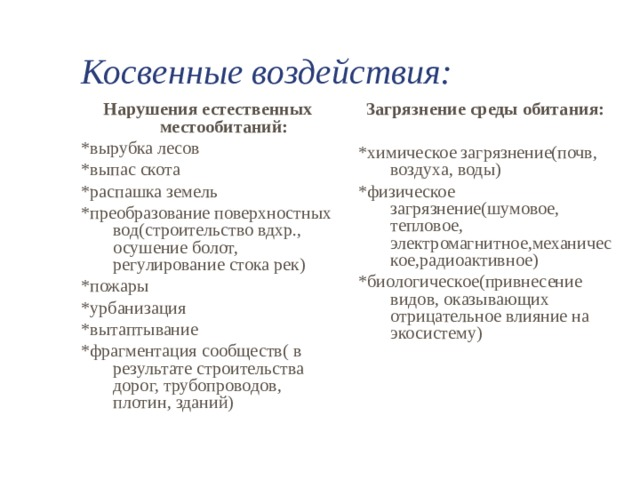 Косвенные воздействия:
Нарушения естественных
местообитаний:
*вырубка лесов
*выпас скота
*распашка земель
*преобразование поверхностных
вод(строительство вдхр.,
осушение болот,
регулирование стока рек)
*пожары
*урбанизация
*вытаптывание
*фрагментация сообществ( в
результате строительства
дорог, трубопроводов,
плотин, зданий)
Загрязнение среды обитания:
*химическое загрязнение(почв,
воздуха, воды)
*физическое
загрязнение(шумовое,
тепловое,
электромагнитное,механичес
кое,радиоактивное)
*биологическое(привнесение
видов, оказывающих
отрицательное влияние на
экосистему)